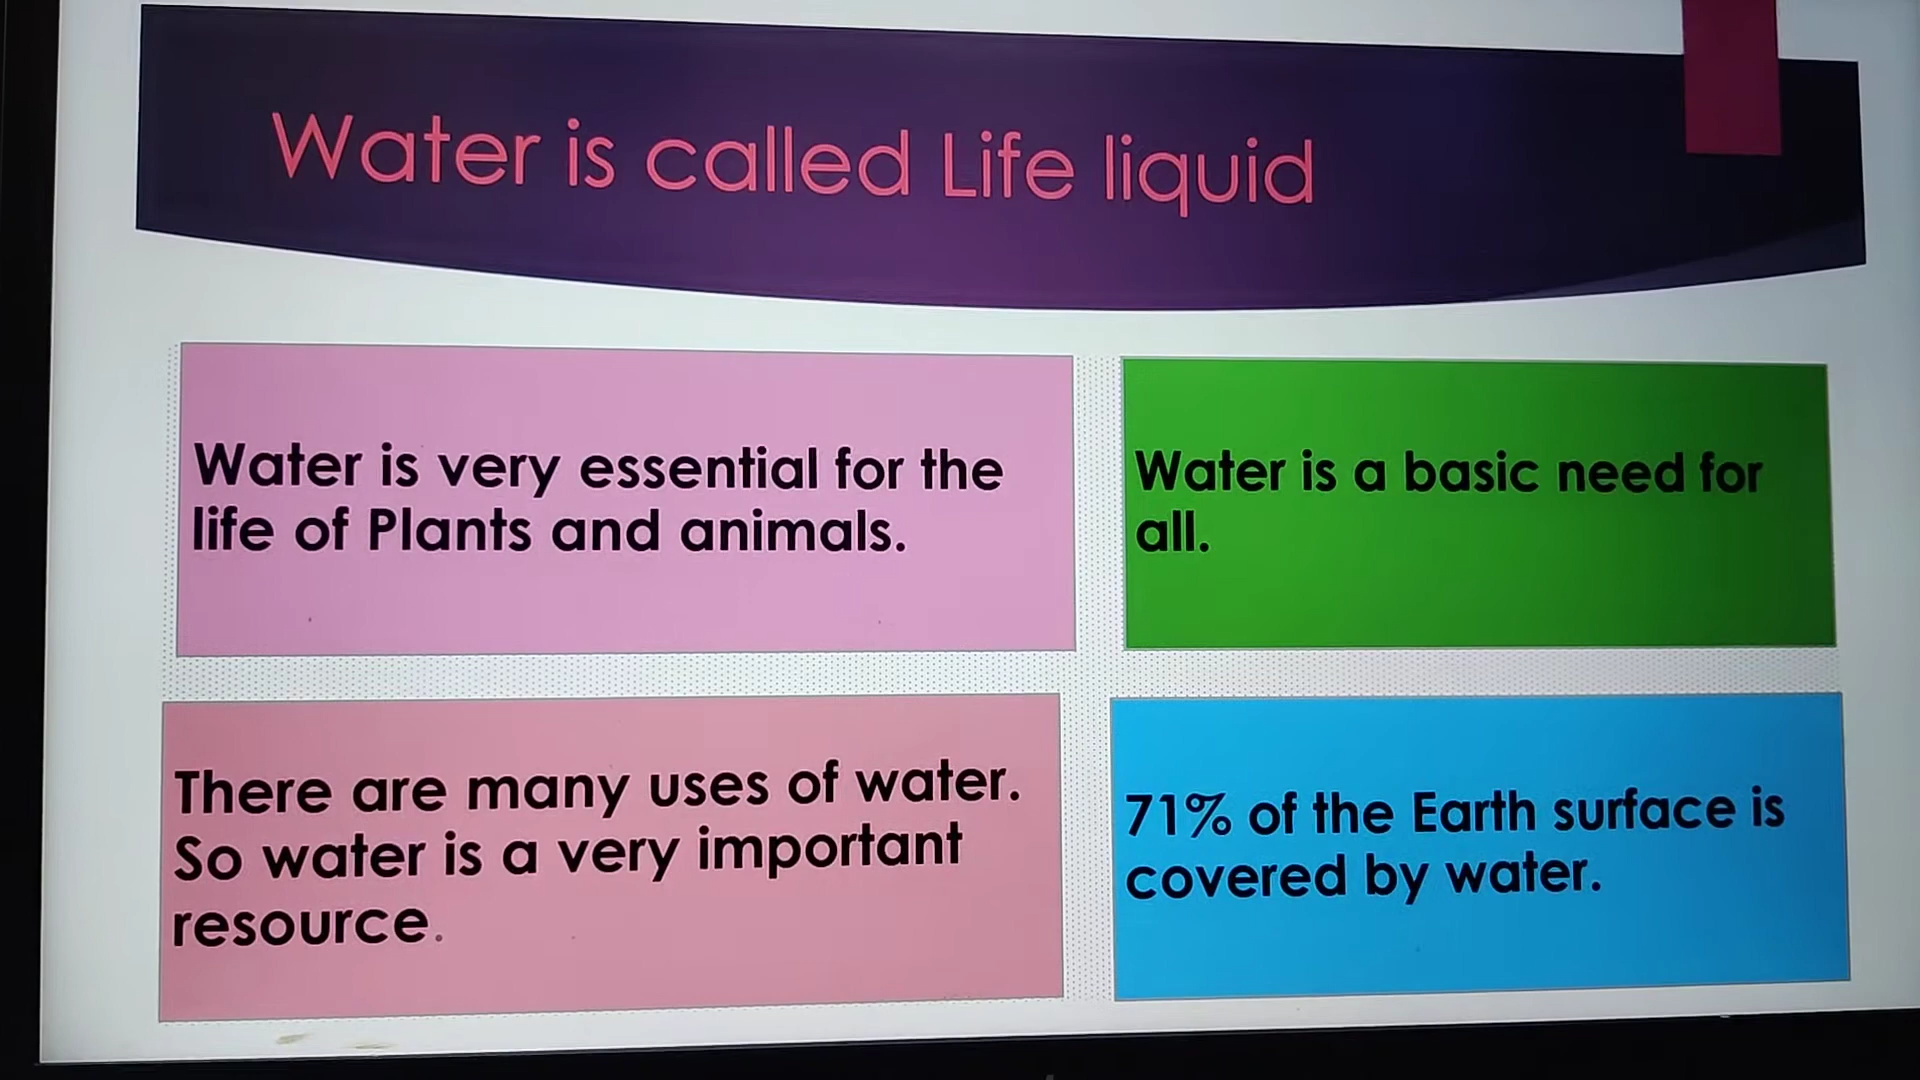 Water is called Life liquid
Water is very essential for the
life of Plants and animals.
Water is a basic need for
all.
There are many uses of water.
So water is a very important
resource.
71% of the Earth surface is
covered by water.